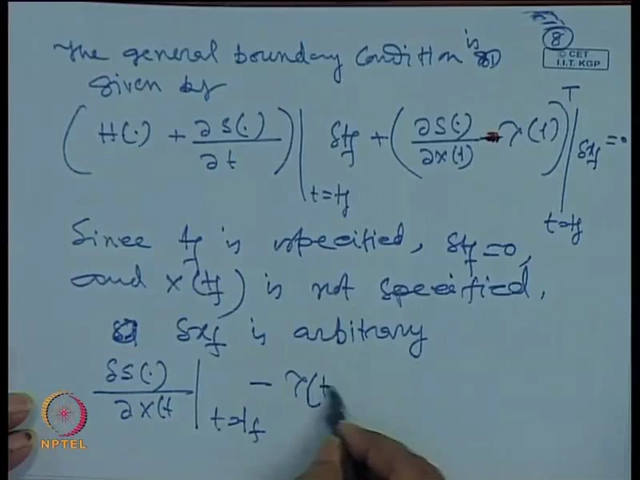 8
© CET
I.I.T. KGP
The general boundary condition is
given by
(H(·) + ∂S(·)/∂t)|t=tf δtf + (∂S(·)/∂x(t) - λ(t))ᵀ|t=tf δxf = 0
Since tf is specified, δtf = 0,
and x(tf) is not specified,
δxf is arbitrary
δS(·)/∂x(t |t=tf - λ(t
NPTEL